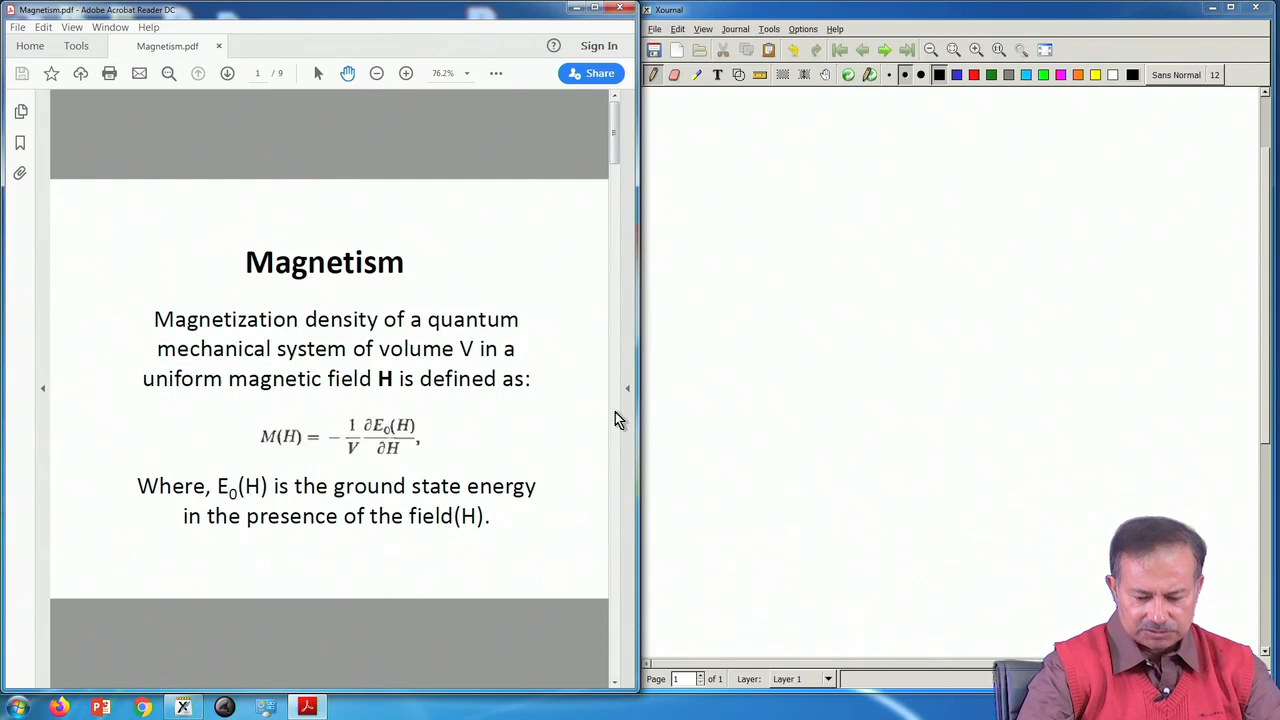 Magnetism.pdf - Adobe Acrobat Reader DC
File Edit View Window Help
Home Tools Magnetism.pdf × Sign In
1 / 9 76.2% Share
Magnetism
Magnetization density of a quantum
mechanical system of volume V in a
uniform magnetic field H is defined as:
M(H) = − 1/V ∂E₀(H)/∂H,
Where, E₀(H) is the ground state energy
in the presence of the field(H).
Xournal
File Edit View Journal Tools Options Help
Sans Normal 12
Page 1 of 1 Layer: Layer 1